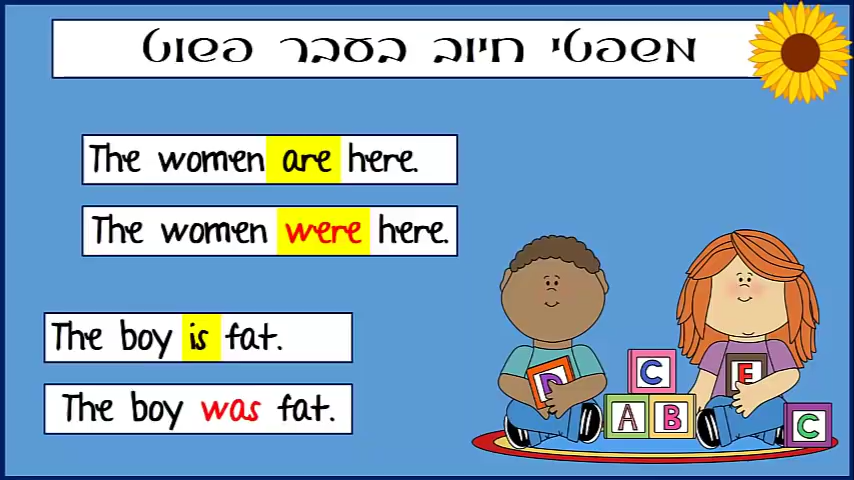 משפטי חיוב בעבר פשוט
The women are here.
The women were here.
The boy is fat.
The boy was fat.
D
C
E
A B
C